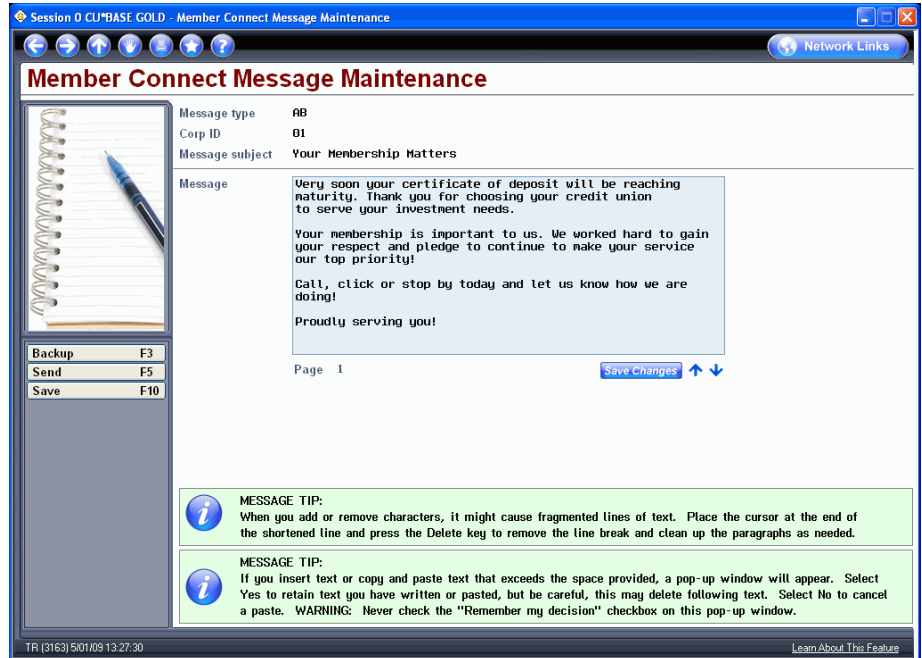 Session 0 CU*BASE GOLD - Member Connect Message Maintenance
Network Links
Member Connect Message Maintenance
Message type AB
Corp ID 01
Message subject Your Membership Matters
Message
Very soon your certificate of deposit will be reaching
maturity. Thank you for choosing your credit union
to serve your investment needs.
Your membership is important to us. We worked hard to gain
your respect and pledge to continue to make your service
our top priority!
Call, click or stop by today and let us know how we are
doing!
Proudly serving you!
Backup F3
Send F5
Save F10
Page 1
Save Changes
MESSAGE TIP:
When you add or remove characters, it might cause fragmented lines of text. Place the cursor at the end of
the shortened line and press the Delete key to remove the line break and clean up the paragraphs as needed.
MESSAGE TIP:
If you insert text or copy and paste text that exceeds the space provided, a pop-up window will appear. Select
Yes to retain text you have written or pasted, but be careful, this may delete following text. Select No to cancel
a paste. WARNING: Never check the "Remember my decision" checkbox on this pop-up window.
TR (3163) 5/01/09 13:27:30
Learn About This Feature